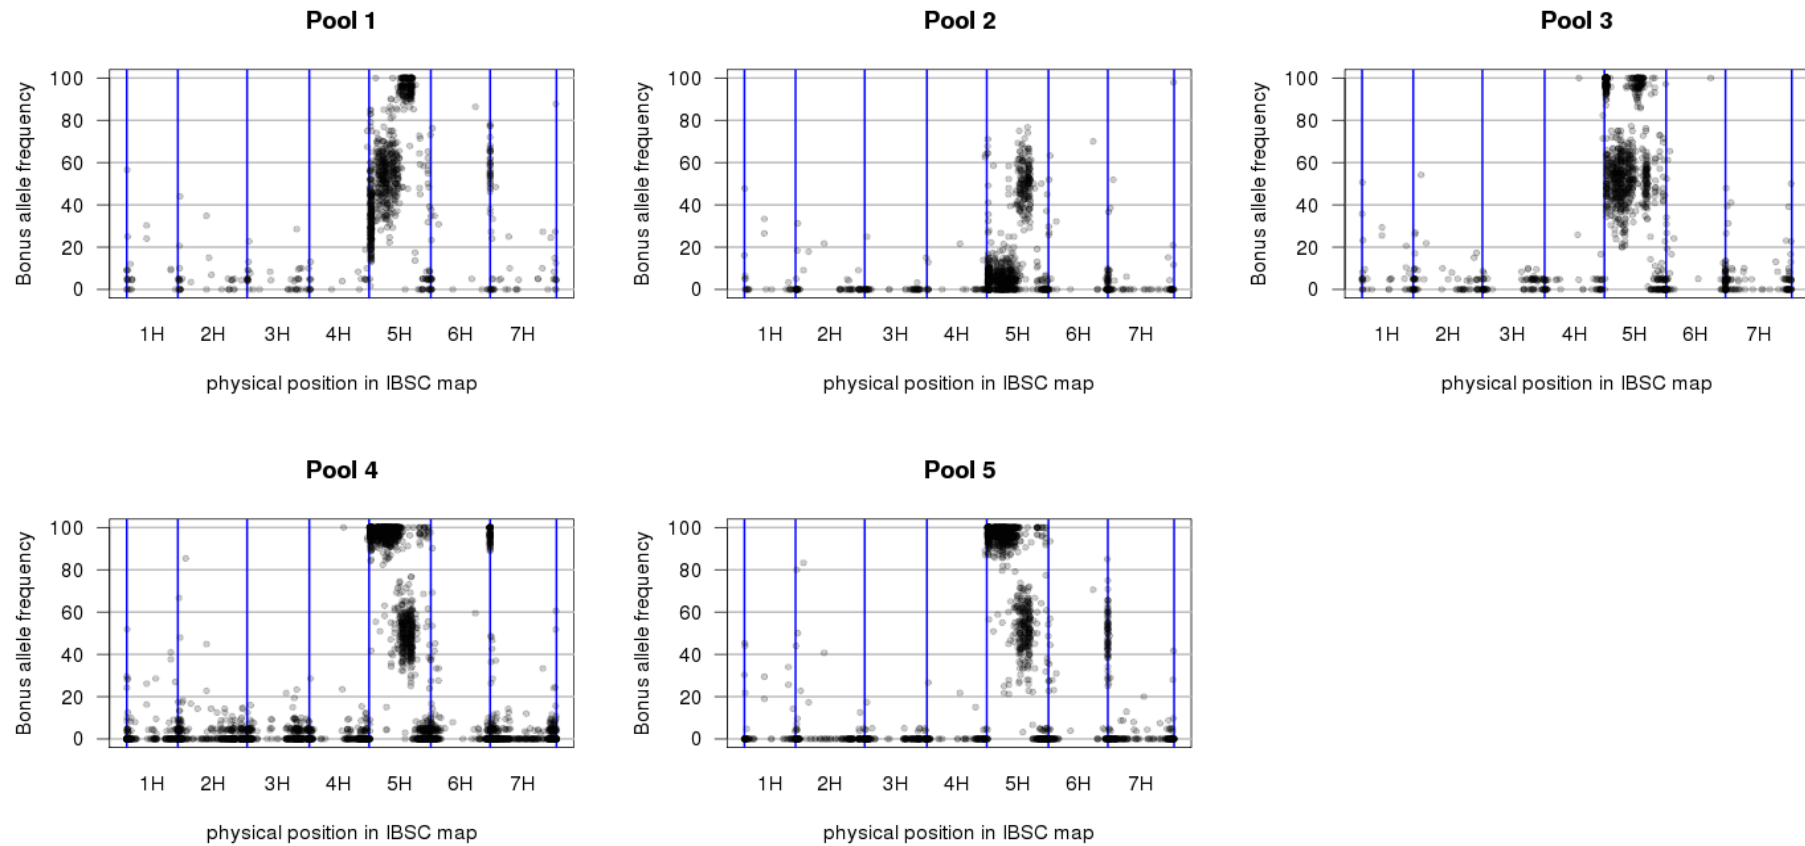 Pool 1
Bonus allele frequency
100
80
60
40
20
0
1H 2H 3H 4H 5H 6H 7H
physical position in IBSC map
Pool 2
Bonus allele frequency
100
80
60
40
20
0
1H 2H 3H 4H 5H 6H 7H
physical position in IBSC map
Pool 3
Bonus allele frequency
100
80
60
40
20
0
1H 2H 3H 4H 5H 6H 7H
physical position in IBSC map
Pool 4
Bonus allele frequency
100
80
60
40
20
0
1H 2H 3H 4H 5H 6H 7H
physical position in IBSC map
Pool 5
Bonus allele frequency
100
80
60
40
20
0
1H 2H 3H 4H 5H 6H 7H
physical position in IBSC map